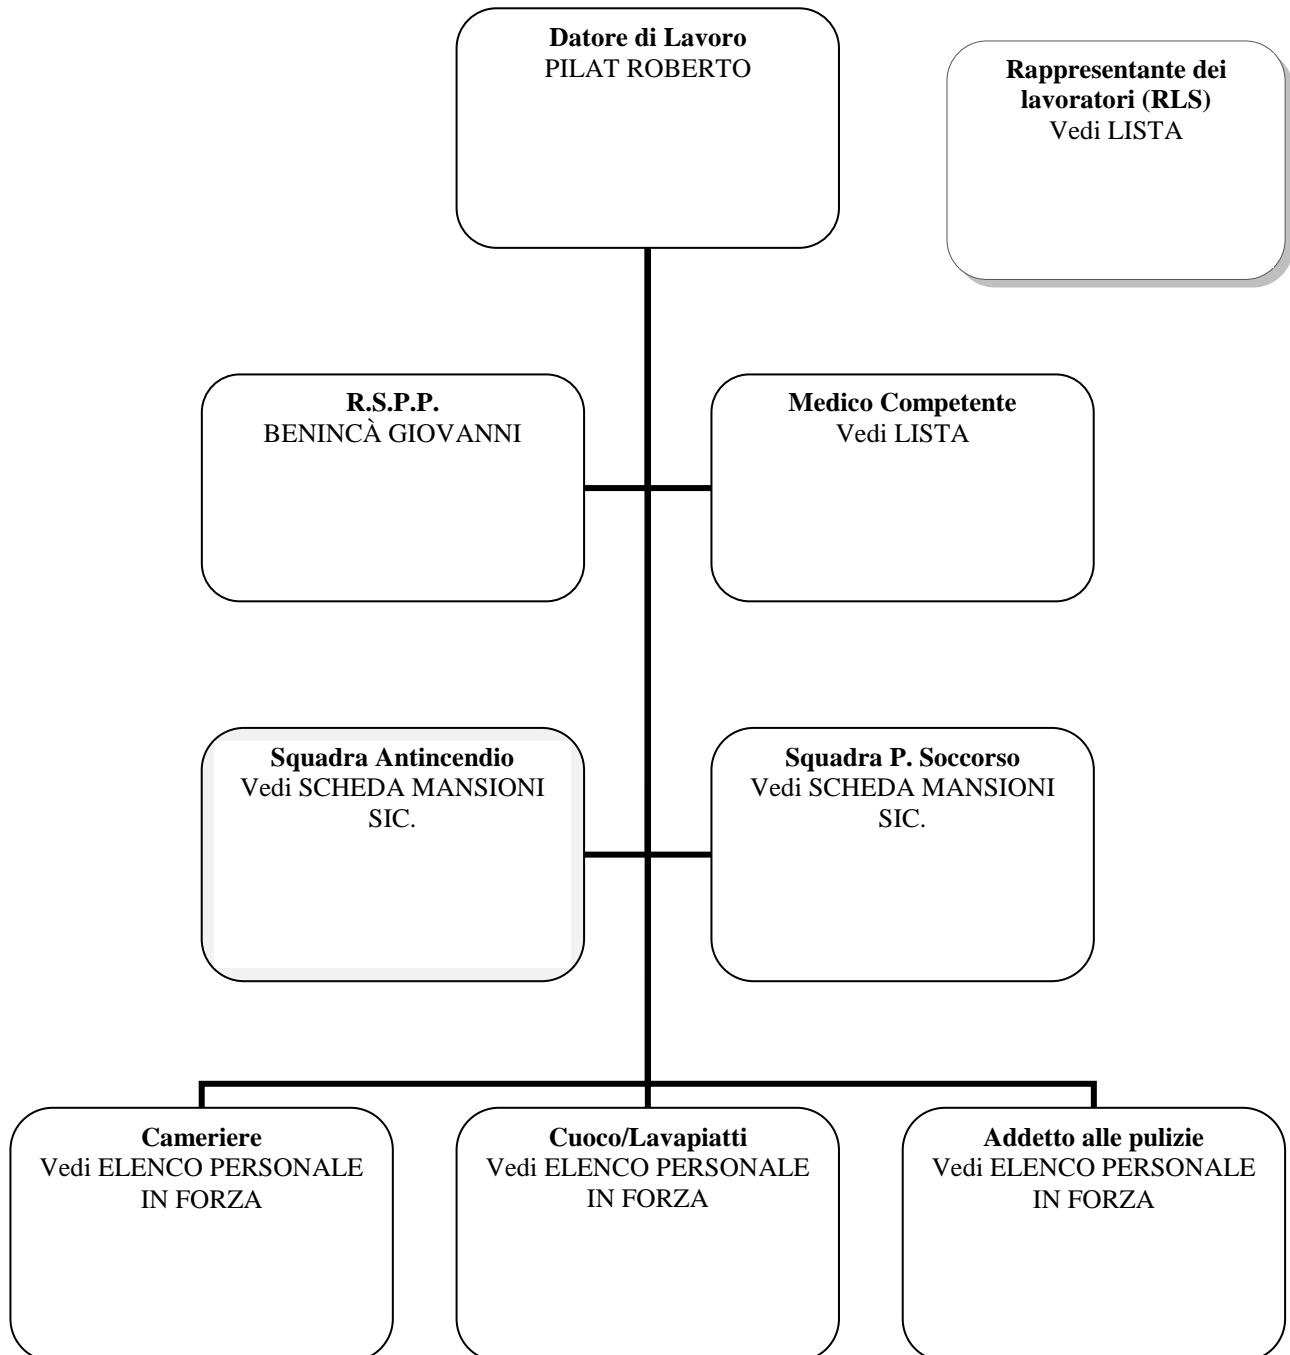 Datore di Lavoro
PILAT ROBERTO
Rappresentante dei
lavoratori (RLS)
Vedi LISTA
R.S.P.P.
BENINCÀ GIOVANNI
Medico Competente
Vedi LISTA
Squadra Antincendio
Vedi SCHEDA MANSIONI
SIC.
Squadra P. Soccorso
Vedi SCHEDA MANSIONI
SIC.
Cameriere
Vedi ELENCO PERSONALE
IN FORZA
Cuoco/Lavapiatti
Vedi ELENCO PERSONALE
IN FORZA
Addetto alle pulizie
Vedi ELENCO PERSONALE
IN FORZA